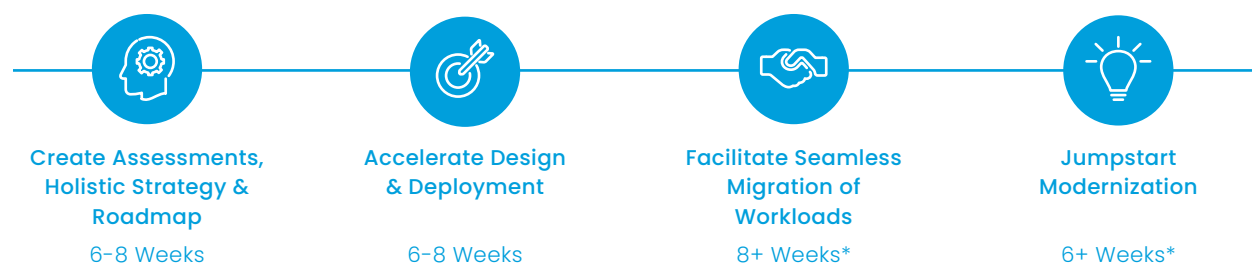 Create Assessments,
Holistic Strategy &
Roadmap
6-8 Weeks
Accelerate Design
& Deployment
6-8 Weeks
Facilitate Seamless
Migration of
Workloads
8+ Weeks*
Jumpstart
Modernization
6+ Weeks*